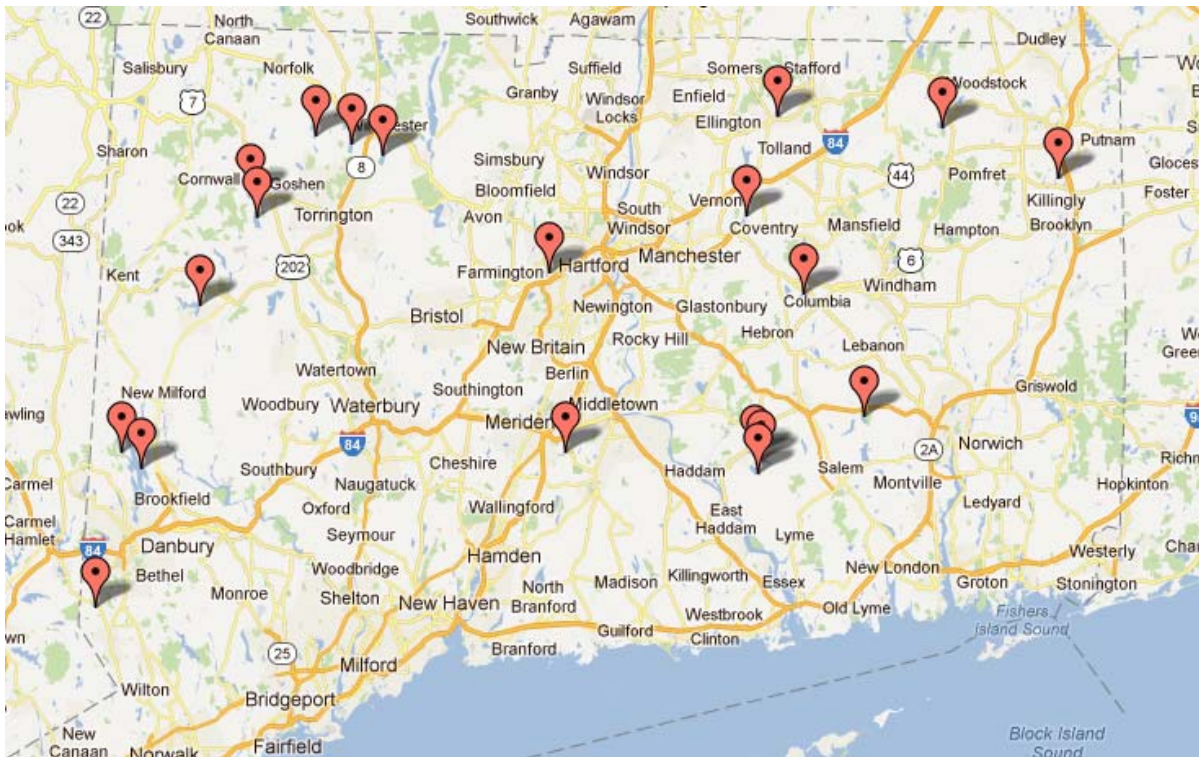 22
North
Canaan
Southwick
Agawam
Dudley
Salisbury
Norfolk
Suffield
Somers
Stafford
Woodstock
7
Granby
Windsor
Locks
Enfield
Ellington
8
Sharon
Simsbury
Tolland
84
Putnam
Cornwall
Goshen
Bloomfield
Windsor
44
Pomfret
Killingly
Foster
22
Torrington
Avon
South
Windsor
Vernon
Coventry
Mansfield
Hampton
Brooklyn
343
Kent
202
Farmington
Hartford
Manchester
6
Windham
Columbia
Bristol
Newington
Glastonbury
New Britain
Rocky Hill
Hebron
Lebanon
Watertown
Berlin
New Milford
Southington
Griswold
Woodbury
Waterbury
Meriden
Middletown
84
2A
Norwich
Southbury
Cheshire
Haddam
Salem
Carmel
Naugatuck
Montville
Hopkinton
Brookfield
Oxford
Wallingford
East
Haddam
Ledyard
Carmel
Hamlet
84
Danbury
Seymour
Lyme
Hamden
Westerly
Bethel
Woodbridge
North
Branford
Madison
Killingworth
Essex
New London
Groton
Stonington
Monroe
Shelton
New Haven
Westbrook
Old Lyme
Fishers
Island Sound
Guilford
Clinton
Branford
25
Milford
Wilton
Bridgeport
New
Canaan
Norwalk
Fairfield
Block Island
Sound